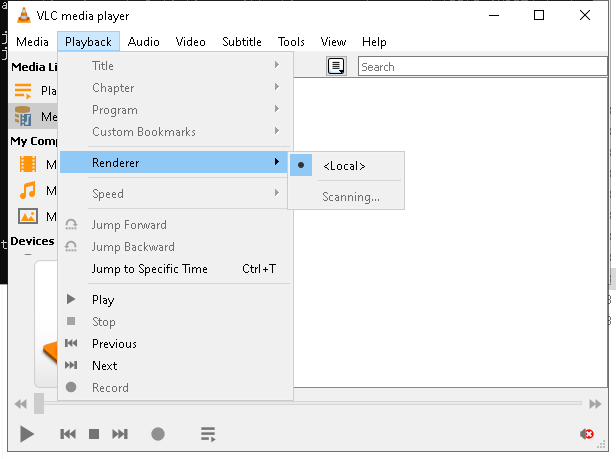 VLC media player
Media Playback Audio Video Subtitle Tools View Help
Media Li
Pla
Me
My Comp
M
M
M
Devices
Search
Title
Chapter
Program
Custom Bookmarks
Renderer
<Local>
Scanning...
Speed
Jump Forward
Jump Backward
Jump to Specific Time Ctrl+T
Play
Stop
Previous
Next
Record